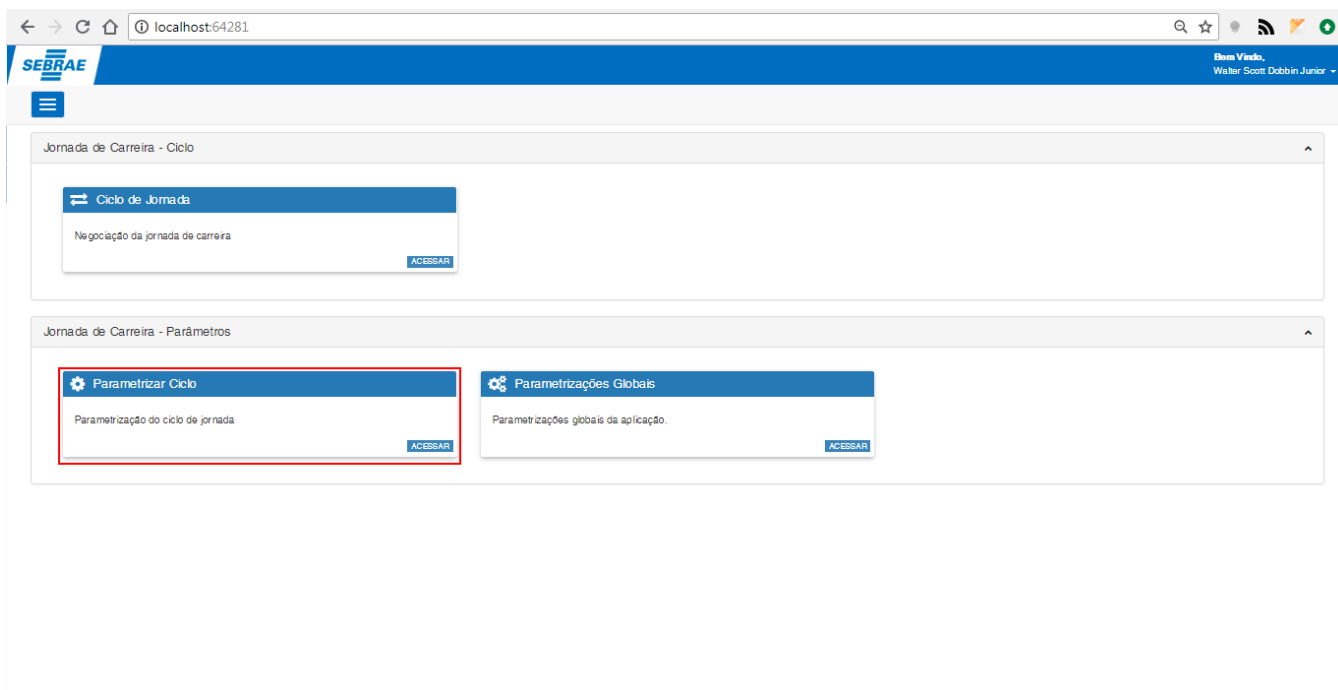 localhost:64281
SEBRAE
Bem Vindo,
Walter Scott Dobbin Junior
Jornada de Carreira - Ciclo
Ciclo de Jornada
Negociação da jornada de carreira
ACESSAR
Jornada de Carreira - Parâmetros
Parametrizar Ciclo
Parametrização do ciclo de jornada
ACESSAR
Parametrizações Globais
Parametrizações globais da aplicação.
ACESSAR